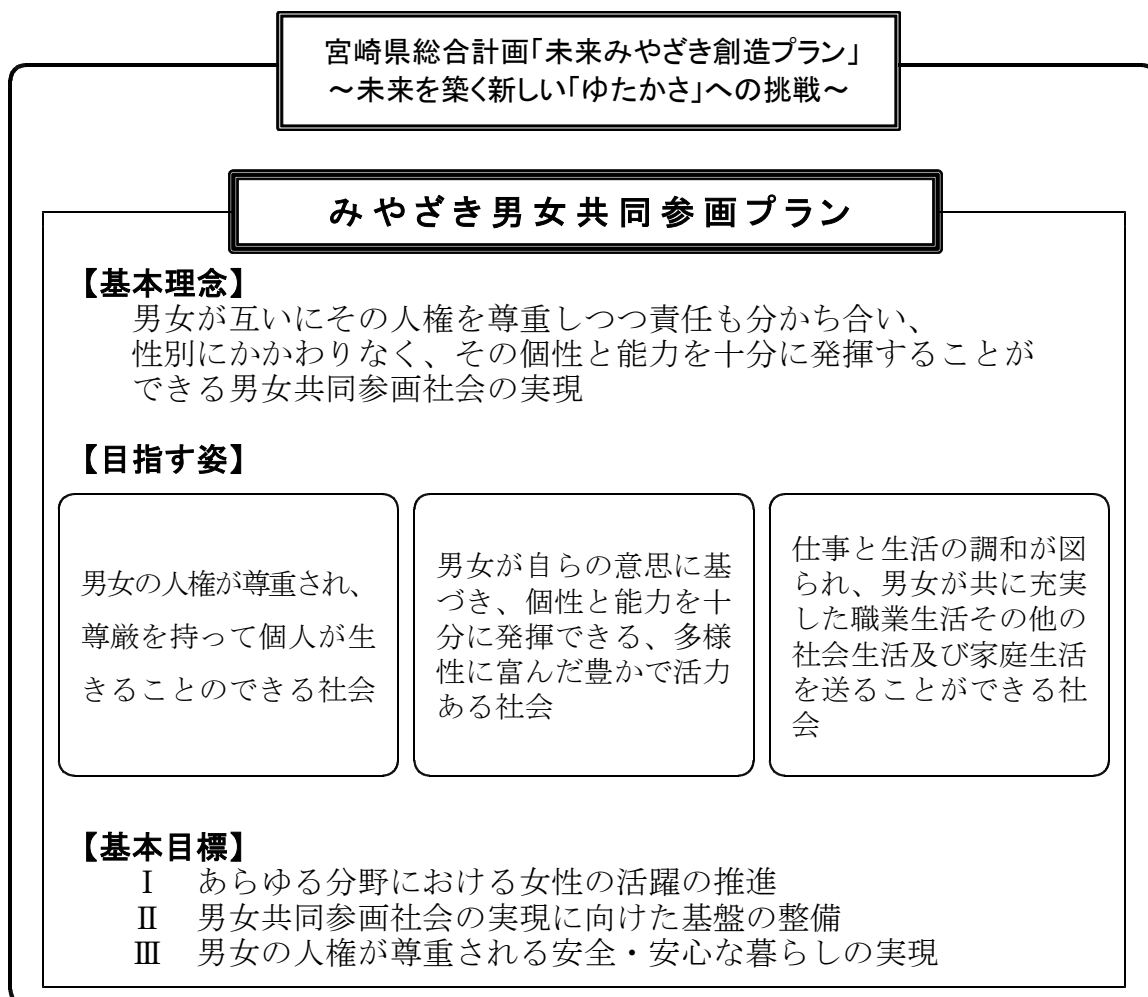 宮崎県総合計画「未来みやざき創造プラン」
～未来を築く新しい「ゆたかさ」への挑戦～
みやざき男女共同参画プラン
【基本理念】
男女が互いにその人権を尊重しつつ責任も分かち合い、
性別にかかわりなく、その個性と能力を十分に発揮することが
できる男女共同参画社会の実現
【目指す姿】
男女の人権が尊重され、
尊厳を持って個人が生
きることのできる社会
男女が自らの意思に基
づき、個性と能力を十
分に発揮できる、多様
性に富んだ豊かで活力
ある社会
仕事と生活の調和が図
られ、男女が共に充実
した職業生活その他の
社会生活及び家庭生活
を送ることができる社
会
【基本目標】
Ⅰ　あらゆる分野における女性の活躍の推進
Ⅱ　男女共同参画社会の実現に向けた基盤の整備
Ⅲ　男女の人権が尊重される安全・安心な暮らしの実現